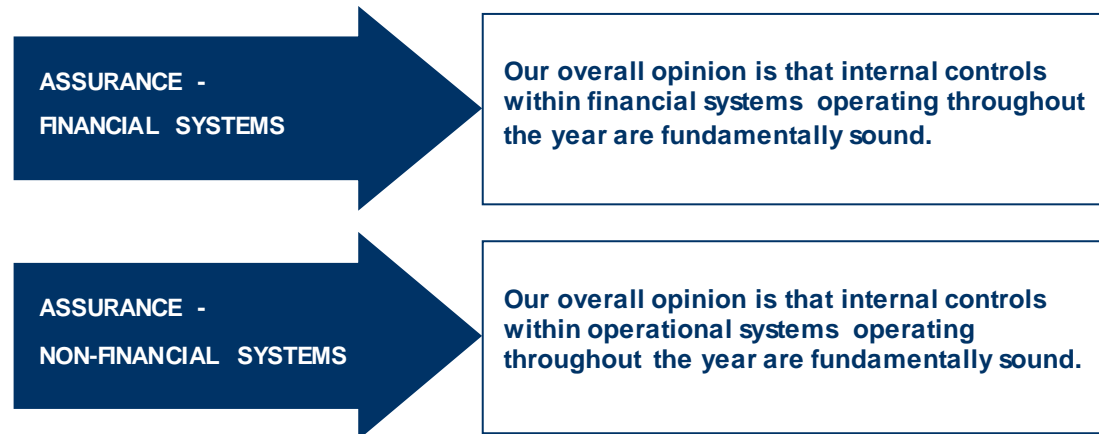 ASSURANCE -
FINANCIAL SYSTEMS
Our overall opinion is that internal controls
within financial systems operating throughout
the year are fundamentally sound.
ASSURANCE -
NON-FINANCIAL SYSTEMS
Our overall opinion is that internal controls
within operational systems operating
throughout the year are fundamentally sound.